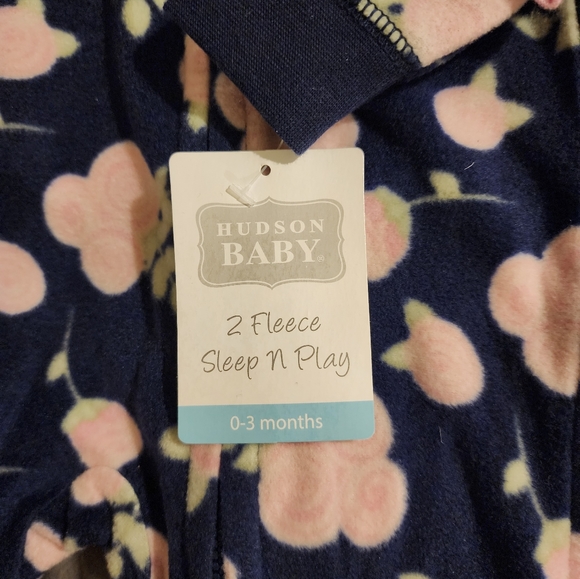 HUDSON
BABY®
2 Fleece
Sleep n Play
0-3 months